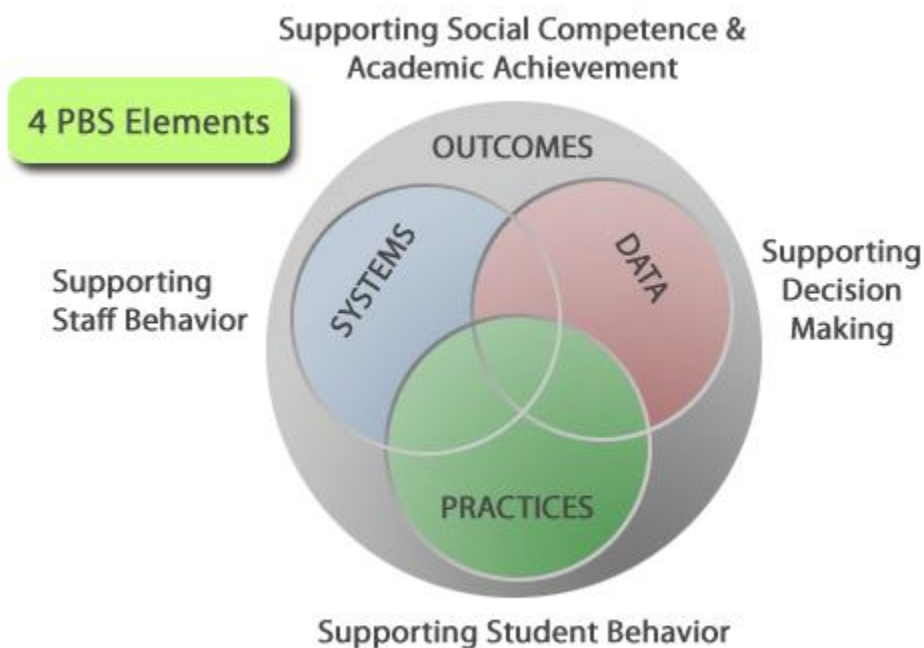 Supporting Social Competence &
Academic Achievement
4 PBS Elements
OUTCOMES
SYSTEMS
DATA
Supporting
Staff Behavior
Supporting
Decision
Making
PRACTICES
Supporting Student Behavior